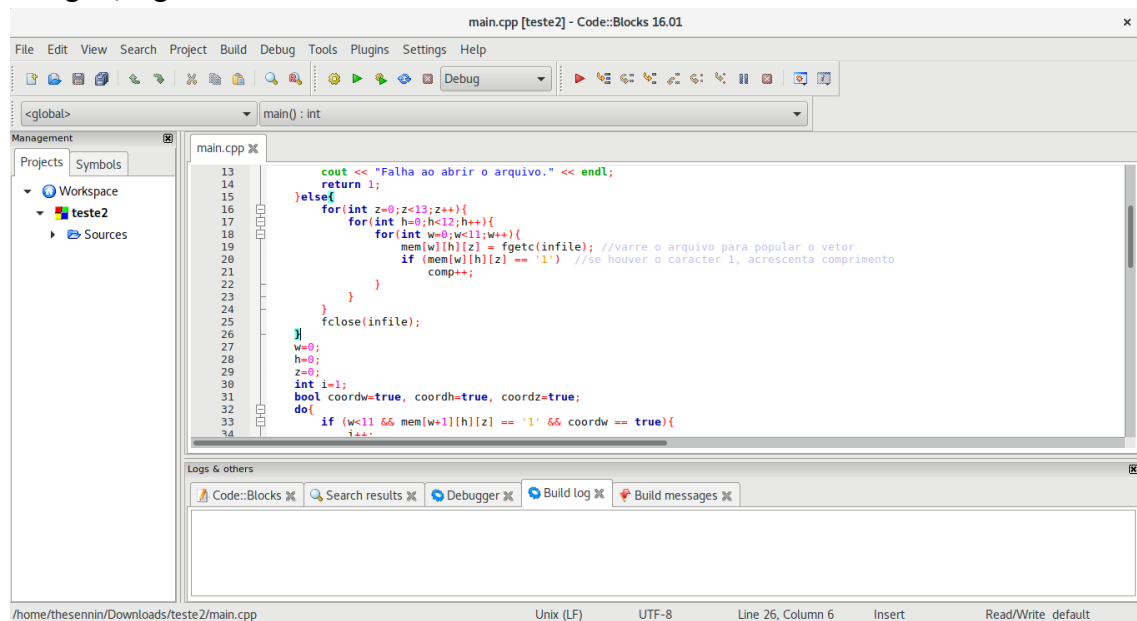 main.cpp [teste2] - Code::Blocks 16.01
File Edit View Search Project Build Debug Tools Plugins Settings Help
Debug
<global> main() : int
Management
Projects Symbols
Workspace
teste2
Sources
main.cpp
13 cout << "Falha ao abrir o arquivo." << endl;
14 return 1;
15 }else{
16 for(int z=0;z<13;z++){
17 for(int h=0;h<12;h++){
18 for(int w=0;w<11;w++){
19 mem[w][h][z] = fgetc(infile); //varre o arquivo para popular o vetor
20 if (mem[w][h][z] == '1') //se houver o caracter 1, acrescenta comprimento
21 comp++;
22 }
23 }
24 }
25 fclose(infile);
26 }
27 w=0;
28 h=0;
29 z=0;
30 int i=1;
31 bool coordw=true, coordh=true, coordz=true;
32 do{
33 if (w<11 && mem[w+1][h][z] == '1' && coordw == true){
34 i++;
Logs & others
Code::Blocks Search results Debugger Build log Build messages
/home/thesennin/Downloads/teste2/main.cpp Unix (LF) UTF-8 Line 26, Column 6 Insert Read/Write default